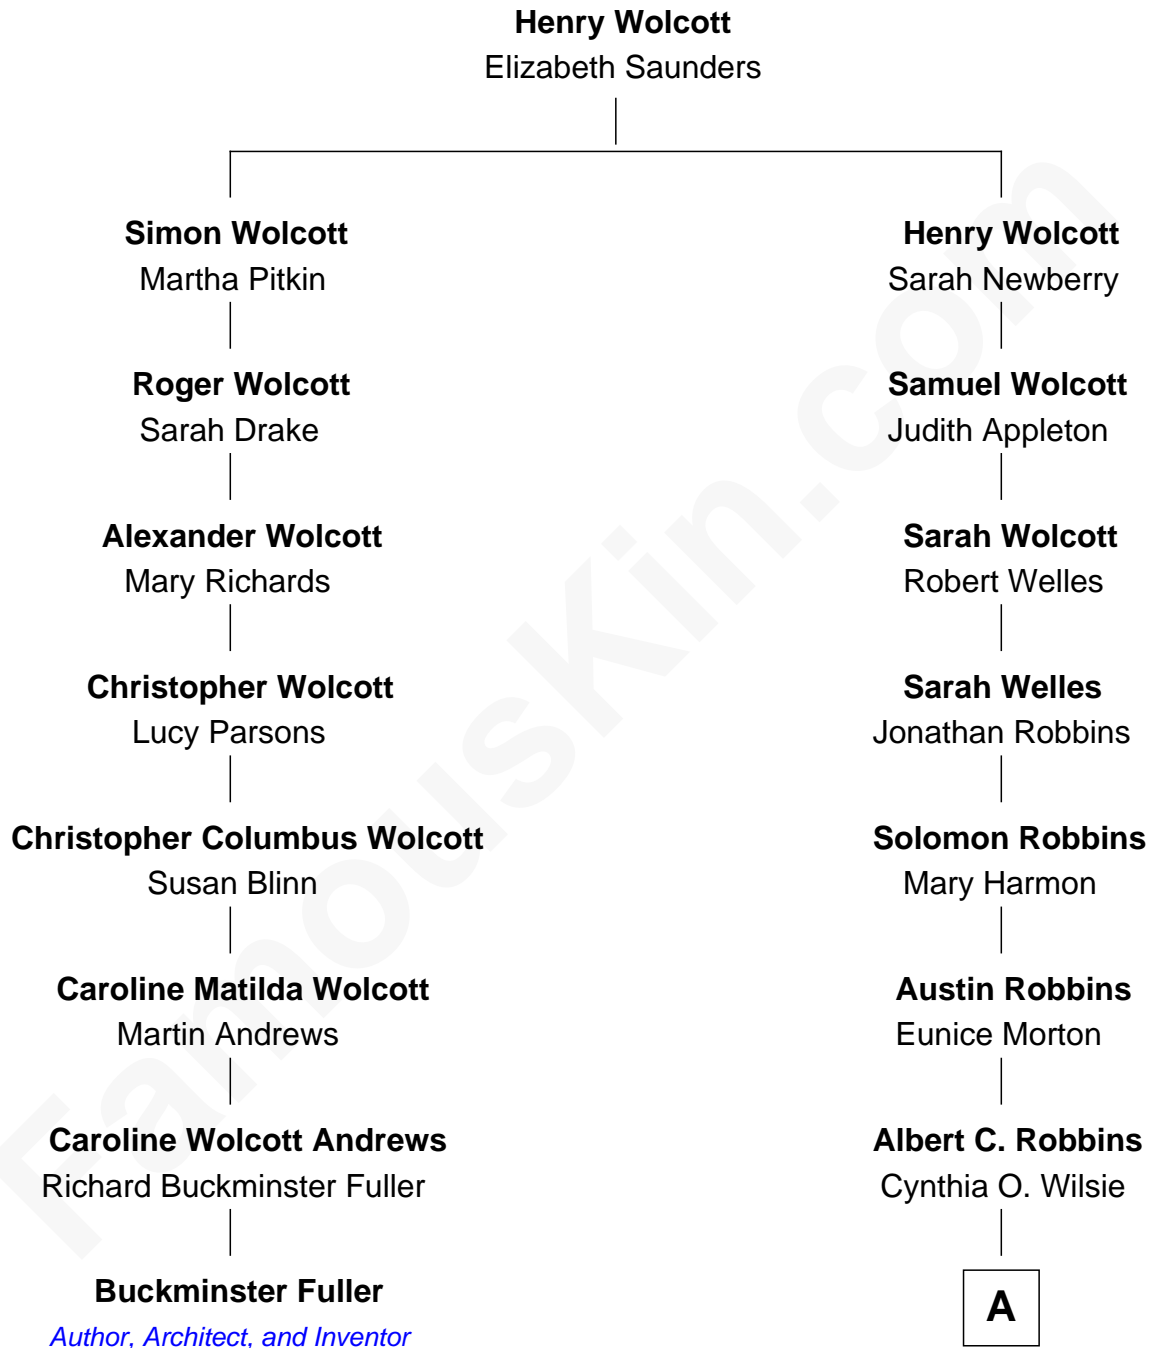 Henry Wolcott
Elizabeth Saunders
Simon Wolcott
Martha Pitkin
Henry Wolcott
Sarah Newberry
Roger Wolcott
Sarah Drake
Samuel Wolcott
Judith Appleton
Alexander Wolcott
Mary Richards
Sarah Wolcott
Robert Welles
Christopher Wolcott
Lucy Parsons
Sarah Welles
Jonathan Robbins
Christopher Columbus Wolcott
Susan Blinn
Solomon Robbins
Mary Harmon
Caroline Matilda Wolcott
Martin Andrews
Austin Robbins
Eunice Morton
Caroline Wolcott Andrews
Richard Buckminster Fuller
Albert C. Robbins
Cynthia O. Wilsie
Buckminster Fuller
Author, Architect, and Inventor
A
FamousKin.com